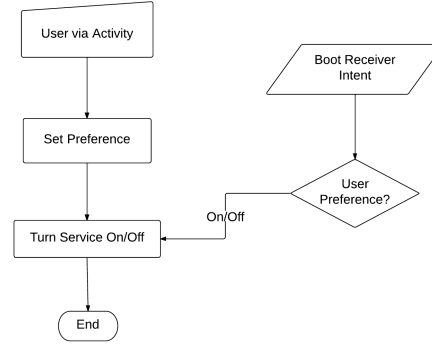 User via Activity
Boot Receiver
Intent
Set Preference
User
Preference?
On/Off
Turn Service On/Off
End